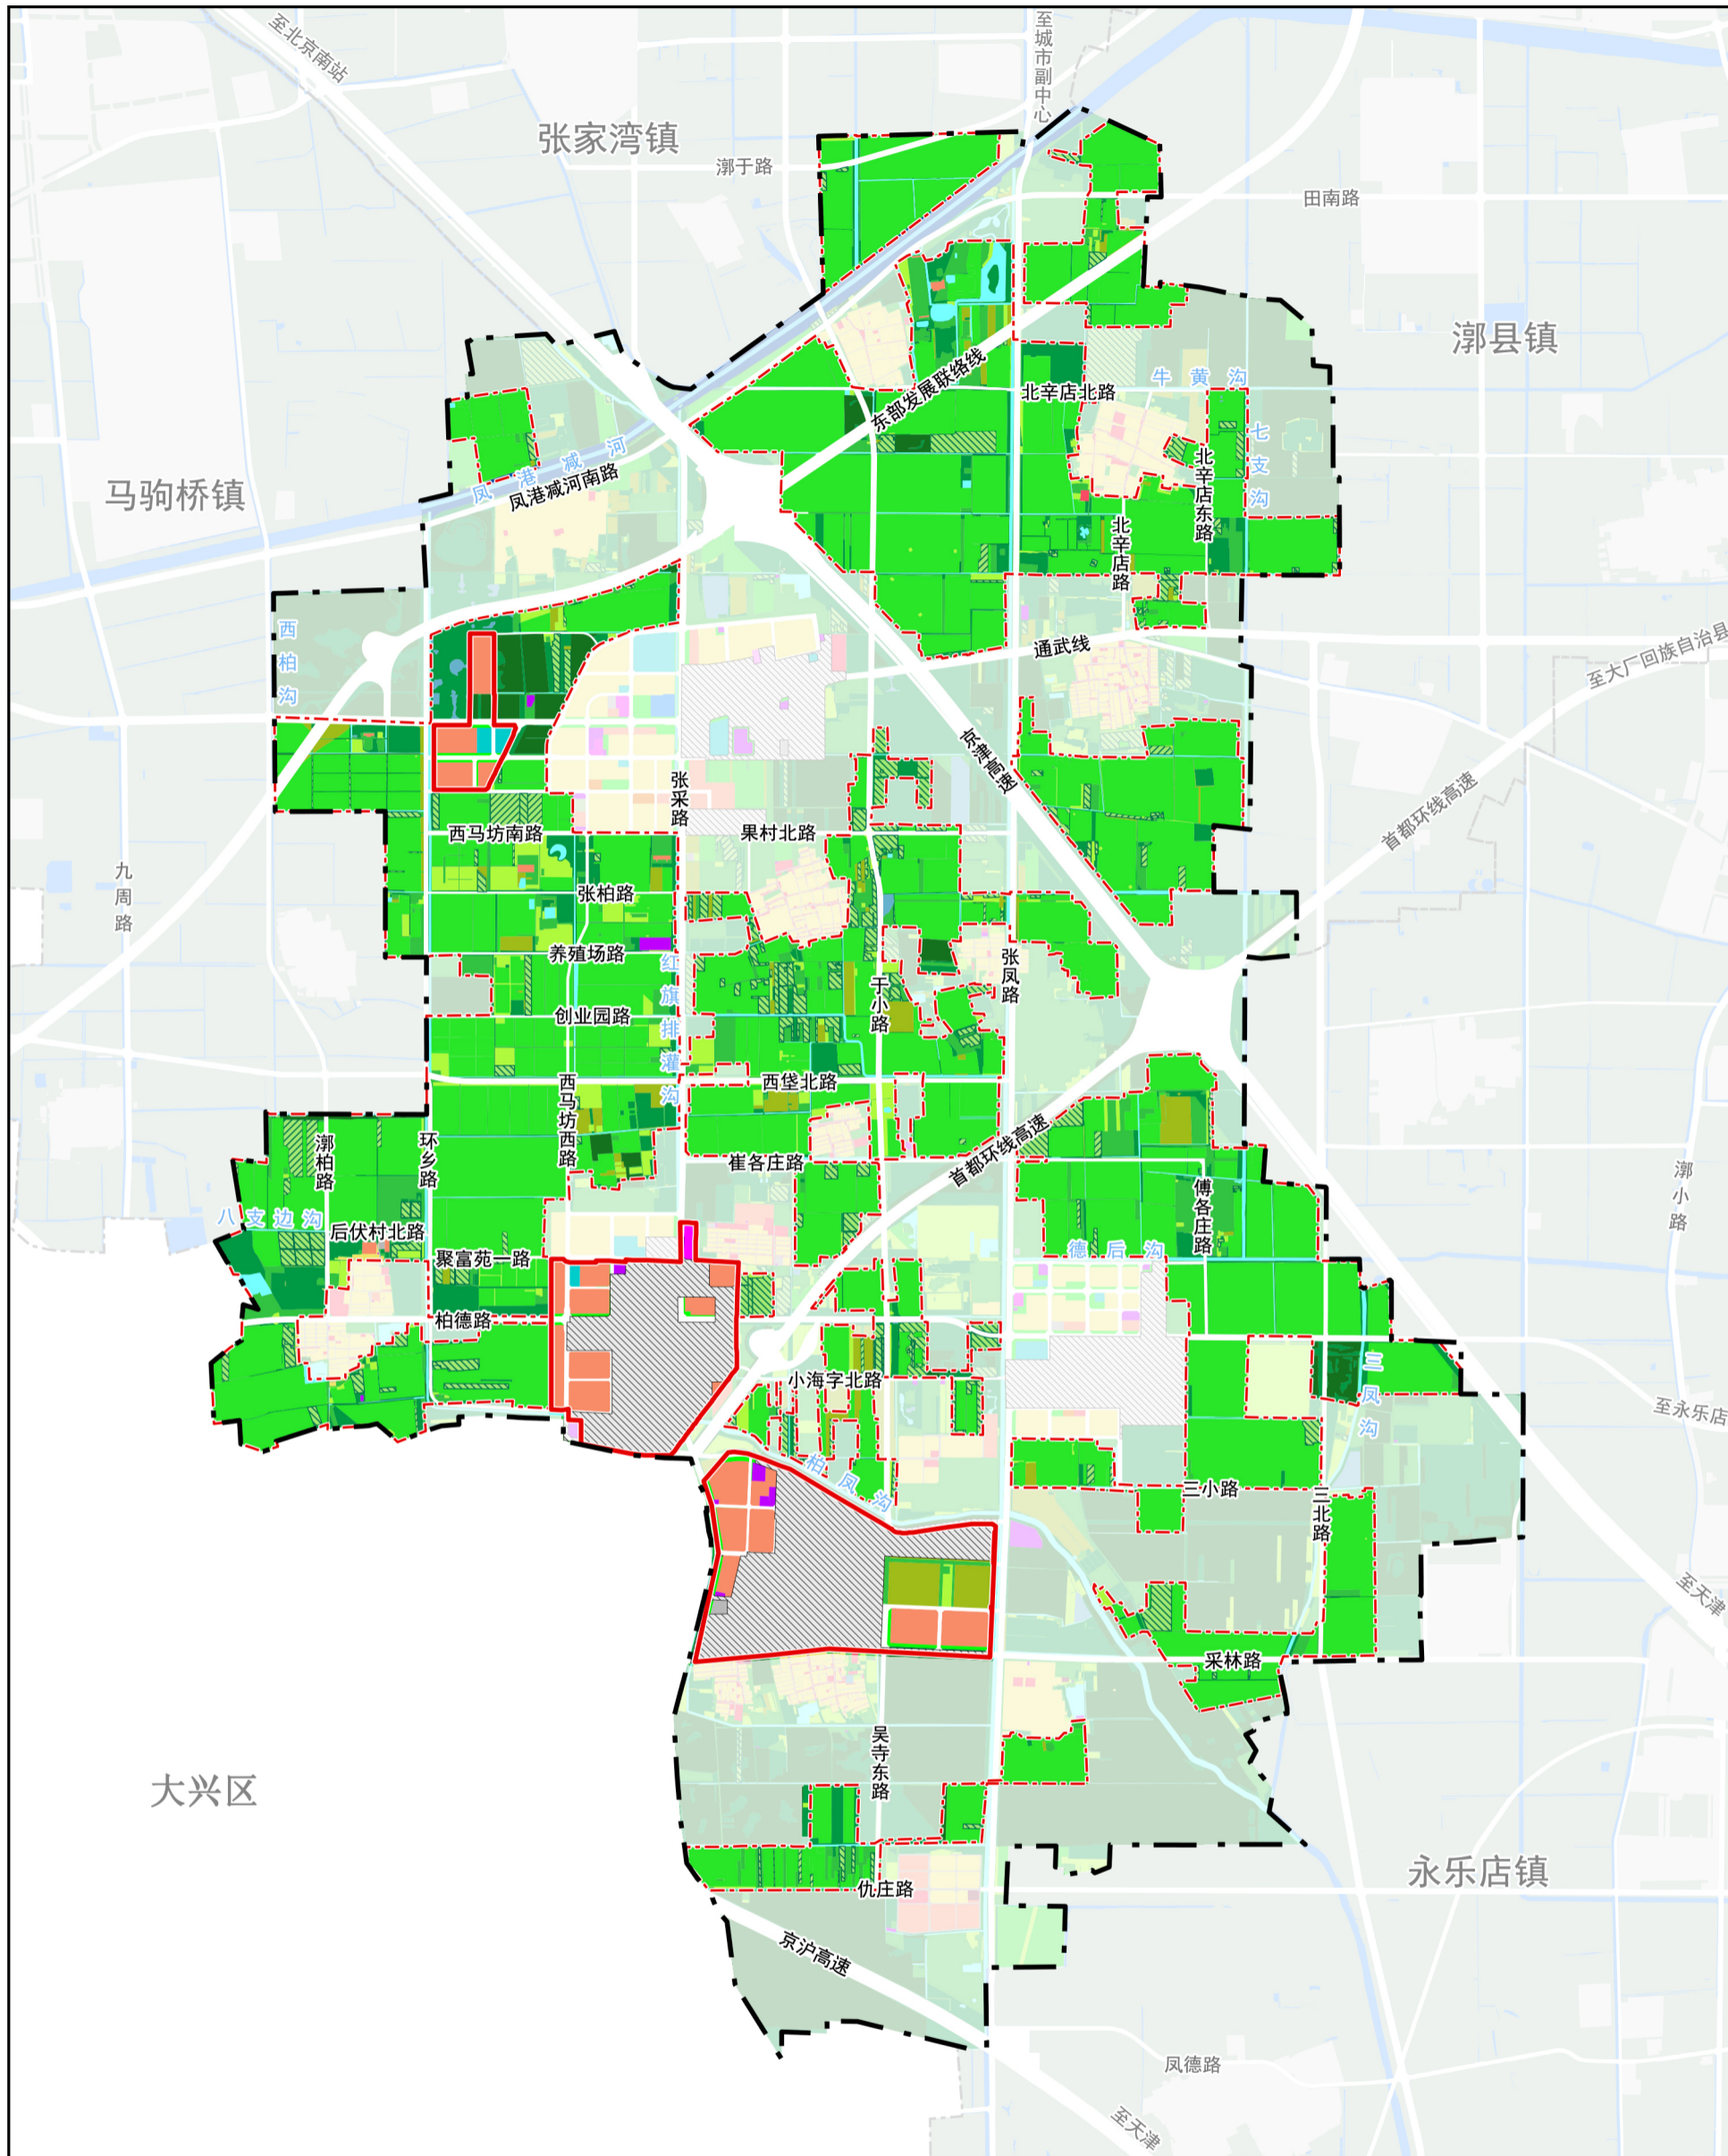 至北京南站
至城市副中心
张家湾镇
漷于路
田南路
漷县镇
东部发展联络线
牛黄沟
北辛店北路
七支沟
北辛店东路
凤港减河
凤港减河南路
马驹桥镇
北辛店路
西柏沟
通武线
至大厂回族自治县
京津高速
张采路
首都环线高速
西马坊南路
果村北路
九周路
张柏路
养殖场路
红旗排灌沟
张凤路
于小路
创业园路
西垡北路
西马坊西路
漷柏路
环乡路
崔各庄路
首都环线高速
漷小路
傅各庄路
八支边沟
后伏村北路
聚富苑一路
德后沟
柏德路
三凤沟
小海字北路
至永乐店
柏凤沟
三小路
三北路
至天津
采林路
吴寺东路
大兴区
永乐店镇
仇庄路
京沪高速
凤德路
至天津